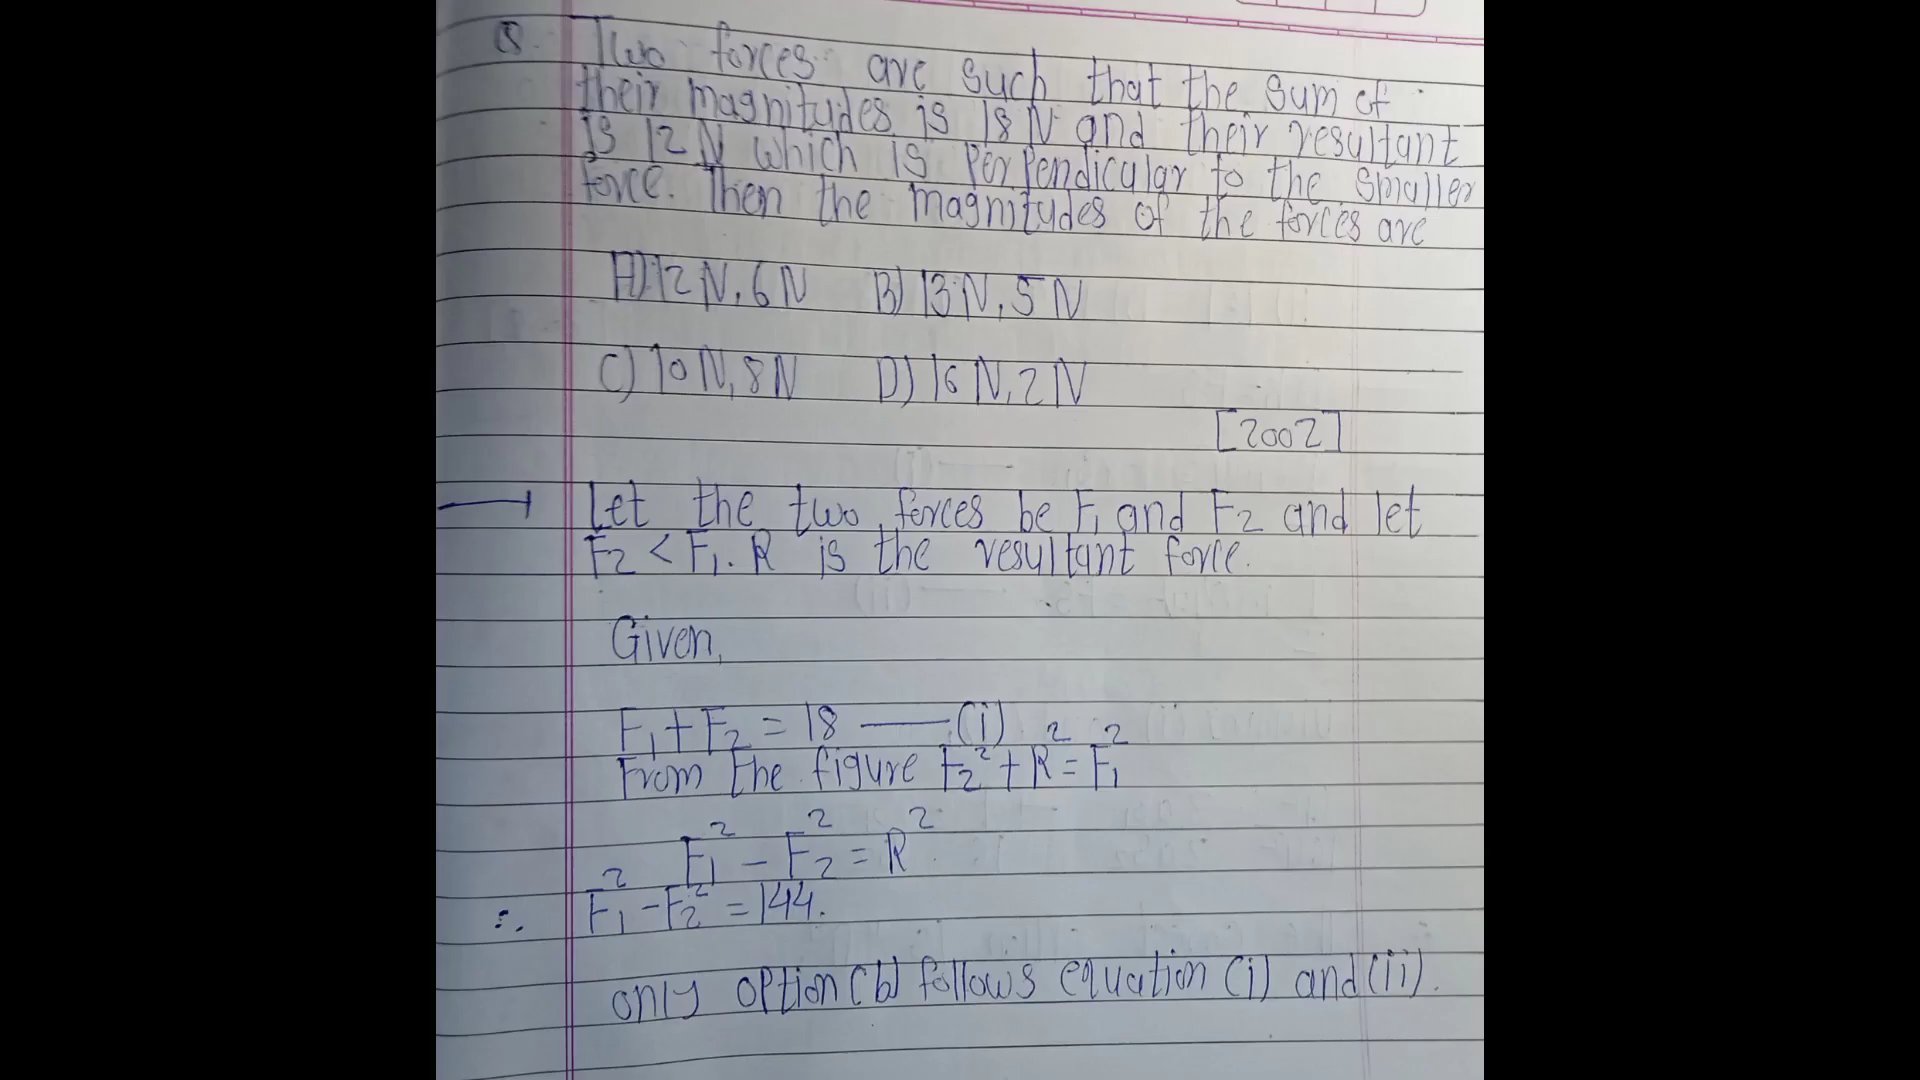 Q. Two forces are such that the sum of
their magnitudes is 18 N and their resultant
is 12 N which is perpendicular to the smaller
force. Then the magnitudes of the forces are
A) 12 N, 6 N B) 13 N, 5 N
C) 10 N, 8 N D) 16 N, 2 N
[2002]
→ Let the two forces be F₁ and F₂ and let
F₂ < F₁. R is the resultant force.
Given,
F₁ + F₂ = 18 —— (i)
From the figure F₂² + R² = F₁²
F₁² - F₂² = R²
∴ F₁² - F₂² = 144.
only option (b) follows equation (i) and (ii).